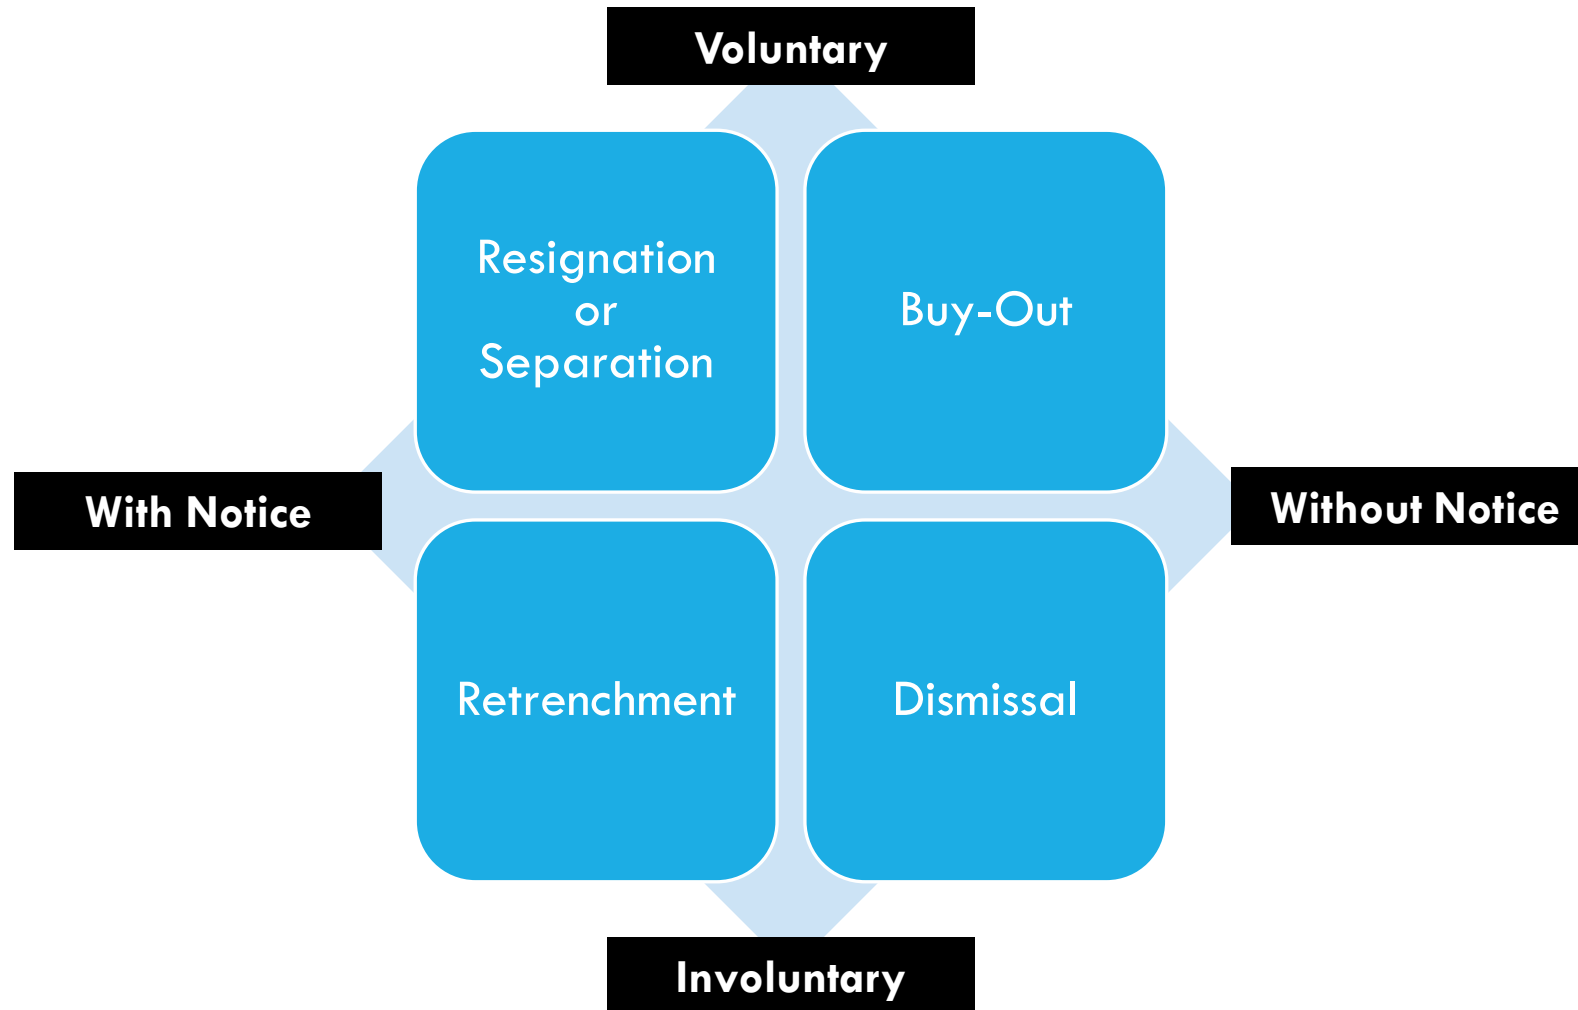 Voluntary
Resignation
or
Separation
Buy-Out
With Notice
Without Notice
Retrenchment
Dismissal
Involuntary